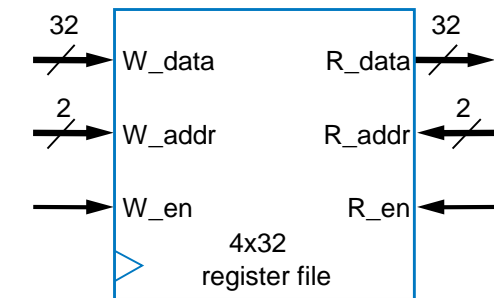 32 32
W_data R_data
2 2
W_addr R_addr
W_en R_en
4x32
register file